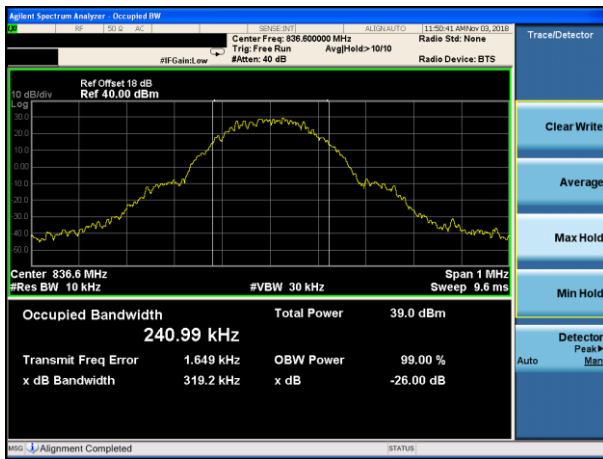 Agilent Spectrum Analyzer - Occupied BW
RF 50 Ω AC SENSE:INT ALIGN AUTO 11:50:41 AM Nov 03, 2018
Center Freq: 836.600000 MHz Radio Std: None
Trig: Free Run Avg|Hold:> 10/10
#IFGain:Low #Atten: 40 dB Radio Device: BTS
Ref Offset 18 dB
10 dB/div Ref 40.00 dBm
Log
30.0
20.0
10.0
0.00
-10.0
-20.0
-30.0
-40.0
-50.0
Center 836.6 MHz Span 1 MHz
#Res BW 10 kHz #VBW 30 kHz Sweep 9.6 ms
Occupied Bandwidth Total Power 39.0 dBm
240.99 kHz
Transmit Freq Error 1.649 kHz OBW Power 99.00 %
x dB Bandwidth 319.2 kHz x dB -26.00 dB
MSG Alignment Completed STATUS
Trace/Detector
Clear Write
Average
Max Hold
Min Hold
Detector
Peak▶
Auto Man